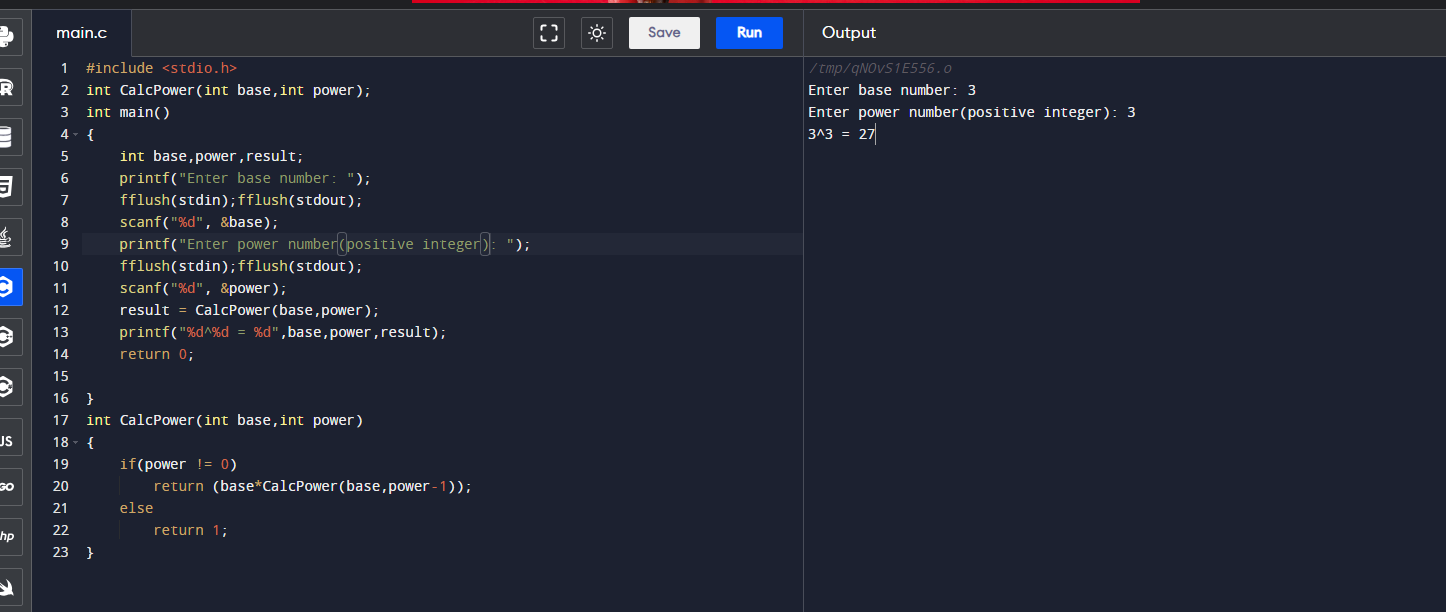 main.c
Save
Run
Output
1 #include <stdio.h>
2 int CalcPower(int base,int power);
3 int main()
4 {
5     int base,power,result;
6     printf("Enter base number: ");
7     fflush(stdin);fflush(stdout);
8     scanf("%d", &base);
9     printf("Enter power number(positive integer): ");
10     fflush(stdin);fflush(stdout);
11     scanf("%d", &power);
12     result = CalcPower(base,power);
13     printf("%d^%d = %d",base,power,result);
14     return 0;
15
16 }
17 int CalcPower(int base,int power)
18 {
19     if(power != 0)
20         return (base*CalcPower(base,power-1));
21     else
22         return 1;
23 }
/tmp/qNOvS1E556.o
Enter base number: 3
Enter power number(positive integer): 3
3^3 = 27
R
JS
GO
hp